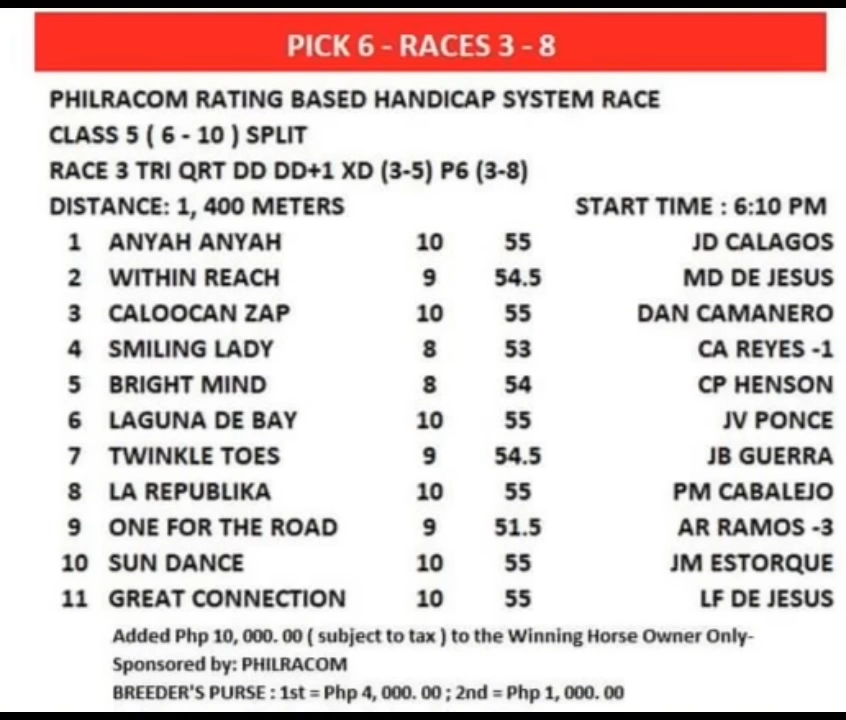 PICK 6 - RACES 3 - 8
PHILRACOM RATING BASED HANDICAP SYSTEM RACE
CLASS 5 ( 6 - 10 ) SPLIT
RACE 3 TRI QRT DD DD+1 XD (3-5) P6 (3-8)
DISTANCE: 1, 400 METERS START TIME : 6:10 PM
1 ANYAH ANYAH 10 55 JD CALAGOS
2 WITHIN REACH 9 54.5 MD DE JESUS
3 CALOOCAN ZAP 10 55 DAN CAMANERO
4 SMILING LADY 8 53 CA REYES -1
5 BRIGHT MIND 8 54 CP HENSON
6 LAGUNA DE BAY 10 55 JV PONCE
7 TWINKLE TOES 9 54.5 JB GUERRA
8 LA REPUBLIKA 10 55 PM CABALEJO
9 ONE FOR THE ROAD 9 51.5 AR RAMOS -3
10 SUN DANCE 10 55 JM ESTORQUE
11 GREAT CONNECTION 10 55 LF DE JESUS
Added Php 10, 000. 00 ( subject to tax ) to the Winning Horse Owner Only-
Sponsored by: PHILRACOM
BREEDER'S PURSE : 1st = Php 4, 000. 00 ; 2nd = Php 1, 000. 00